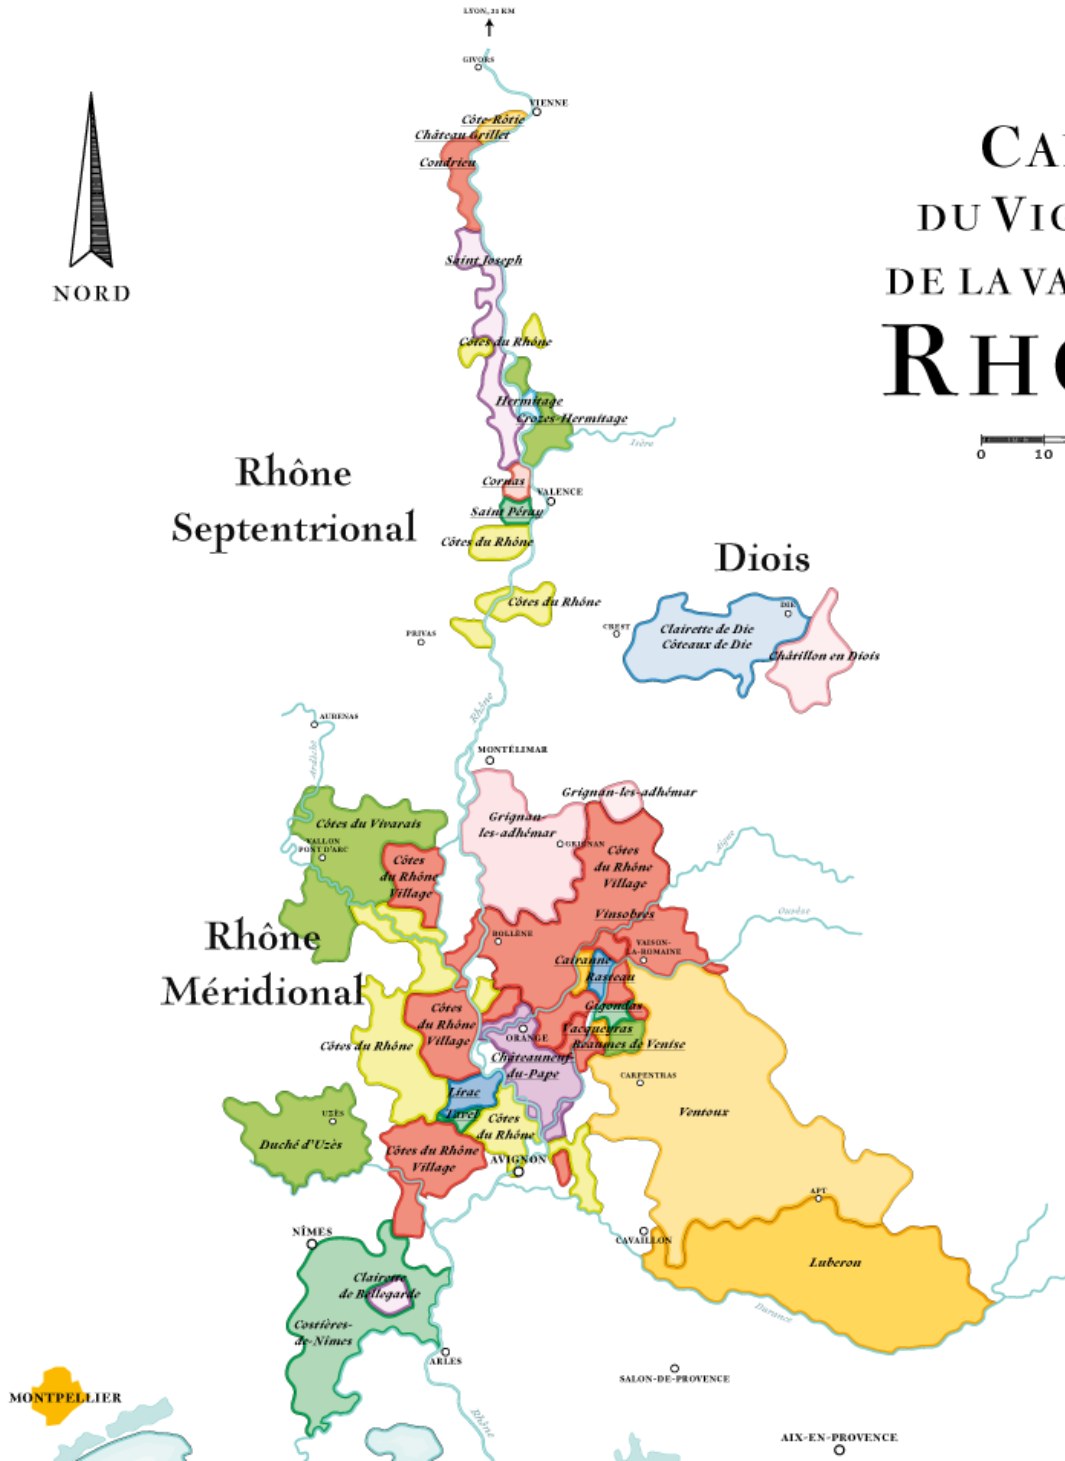 LYON, 21 KM
GIVORS
VIENNE
Côte-Rôtie
Château Grillet
Condrieu
NORD
CA
DU VIG
DE LA VA
RHÔ
0 10
Saint Joseph
Côtes du Rhône
Hermitage
Crozes-Hermitage
Isère
Rhône
Septentrional
Cornas
VALENCE
Saint Péray
Côtes du Rhône
Diois
Côtes du Rhône
DIE
CREST
Clairette de Die
Côteaux de Die
PRIVAS
Châtillon en Diois
Rhône
AUBENAS
Ardèche
MONTÉLIMAR
Grignan-les-adhémar
Côtes du Vivarais
Grignan-
les-adhémar
VALLON
PONT D'ARC
GRIGNAN
Côtes
du Rhône
Village
Côtes
du Rhône
Village
Aigue
Vinsobres
Ouvèze
Rhône
Méridional
BOLLÈNE
VAISON-
LA-ROMAINE
Cairanne
Rasteau
Gigondas
Côtes
du Rhône
Village
Vacqueyras
ORANGE
Beaumes de Venise
Côtes du Rhône
Châteauneuf-
du-Pape
CARPENTRAS
Lirac
Tavel
Ventoux
UZÈS
Duché d'Uzès
Côtes
du Rhône
Côtes du Rhône
Village
AVIGNON
APT
NÎMES
CAVAILLON
Luberon
Clairette
de Bellegarde
Costières-
de-Nîmes
Durance
ARLES
SALON-DE-PROVENCE
MONTPELLIER
Rhône
AIX-EN-PROVENCE